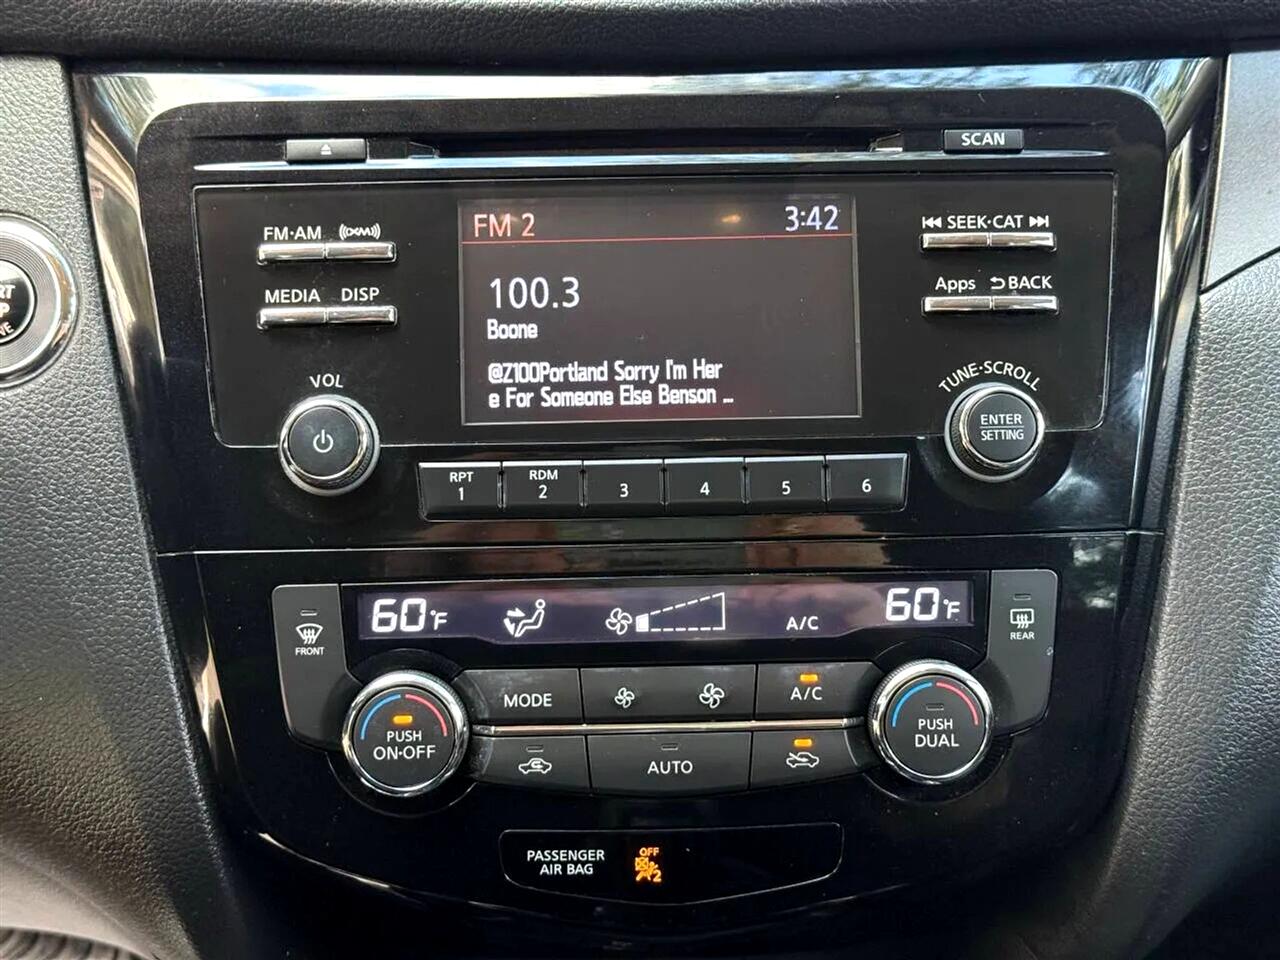 SCAN
FM·AM ((XM))
SEEK·CAT
FM 2 3:42
MEDIA DISP
Apps BACK
100.3
Boone
@Z100Portland Sorry I'm Her
e For Someone Else Benson ...
VOL
TUNE·SCROLL
ENTER
SETTING
RPT
1
RDM
2
3
4
5
6
60°F
A/C
60°F
FRONT
REAR
MODE
A/C
PUSH
ON·OFF
PUSH
DUAL
AUTO
PASSENGER
AIR BAG
OFF
2